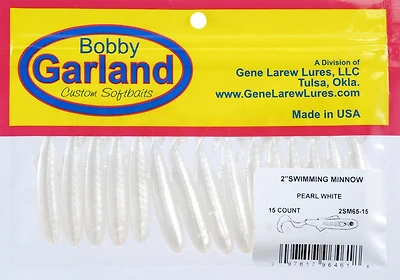 Bobby
Garland
Custom Softbaits
A Division of
Gene Larew Lures, LLC
Tulsa, Okla.
www.GeneLarewLures.com
Made in USA
2"SWIMMING MINNOW
PEARL WHITE
15 COUNT 2SM65-15